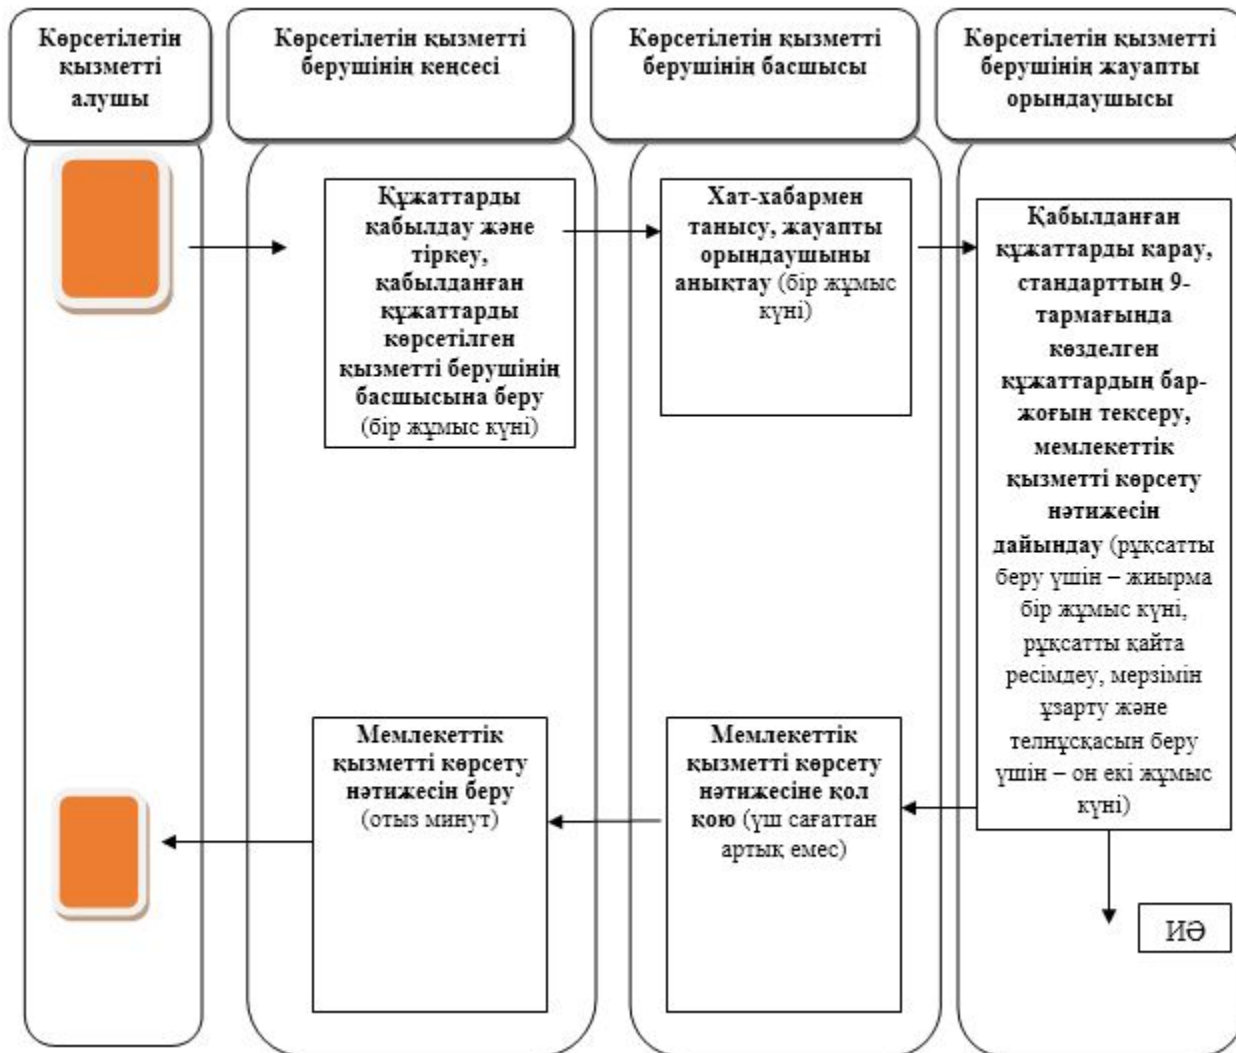 Көрсетілетін
қызметті
алушы
Көрсетілетін қызметті
берушінің кеңсесі
Көрсетілетін қызметті
берушінің басшысы
Көрсетілетін қызметті
берушінің жауапты
орындаушысы
Құжаттарды
қабылдау және
тіркеу,
қабылданған
құжаттарды
көрсетілген
қызметті берушінің
басшысына беру
(бір жұмыс күні)
Хат-хабармен
танысу, жауапты
орындаушыны
анықтау (бір жұмыс
күні)
Қабылданған
құжаттарды қарау,
стандарттың 9-
тармағында
көзделген
құжаттардың бар-
жоғын тексеру,
мемлекеттік
қызметті көрсету
нәтижесін
дайындау (рұқсатты
беру үшін – жиырма
бір жұмыс күні,
рұқсатты қайта
ресімдеу, мерзімін
ұзарту және
телнұсқасын беру
үшін – он екі жұмыс
күні)
Мемлекеттік
қызметті көрсету
нәтижесін беру
(отыз минут)
Мемлекеттік
қызметті көрсету
нәтижесіне қол
қою (үш сағаттан
артық емес)
ИӘ